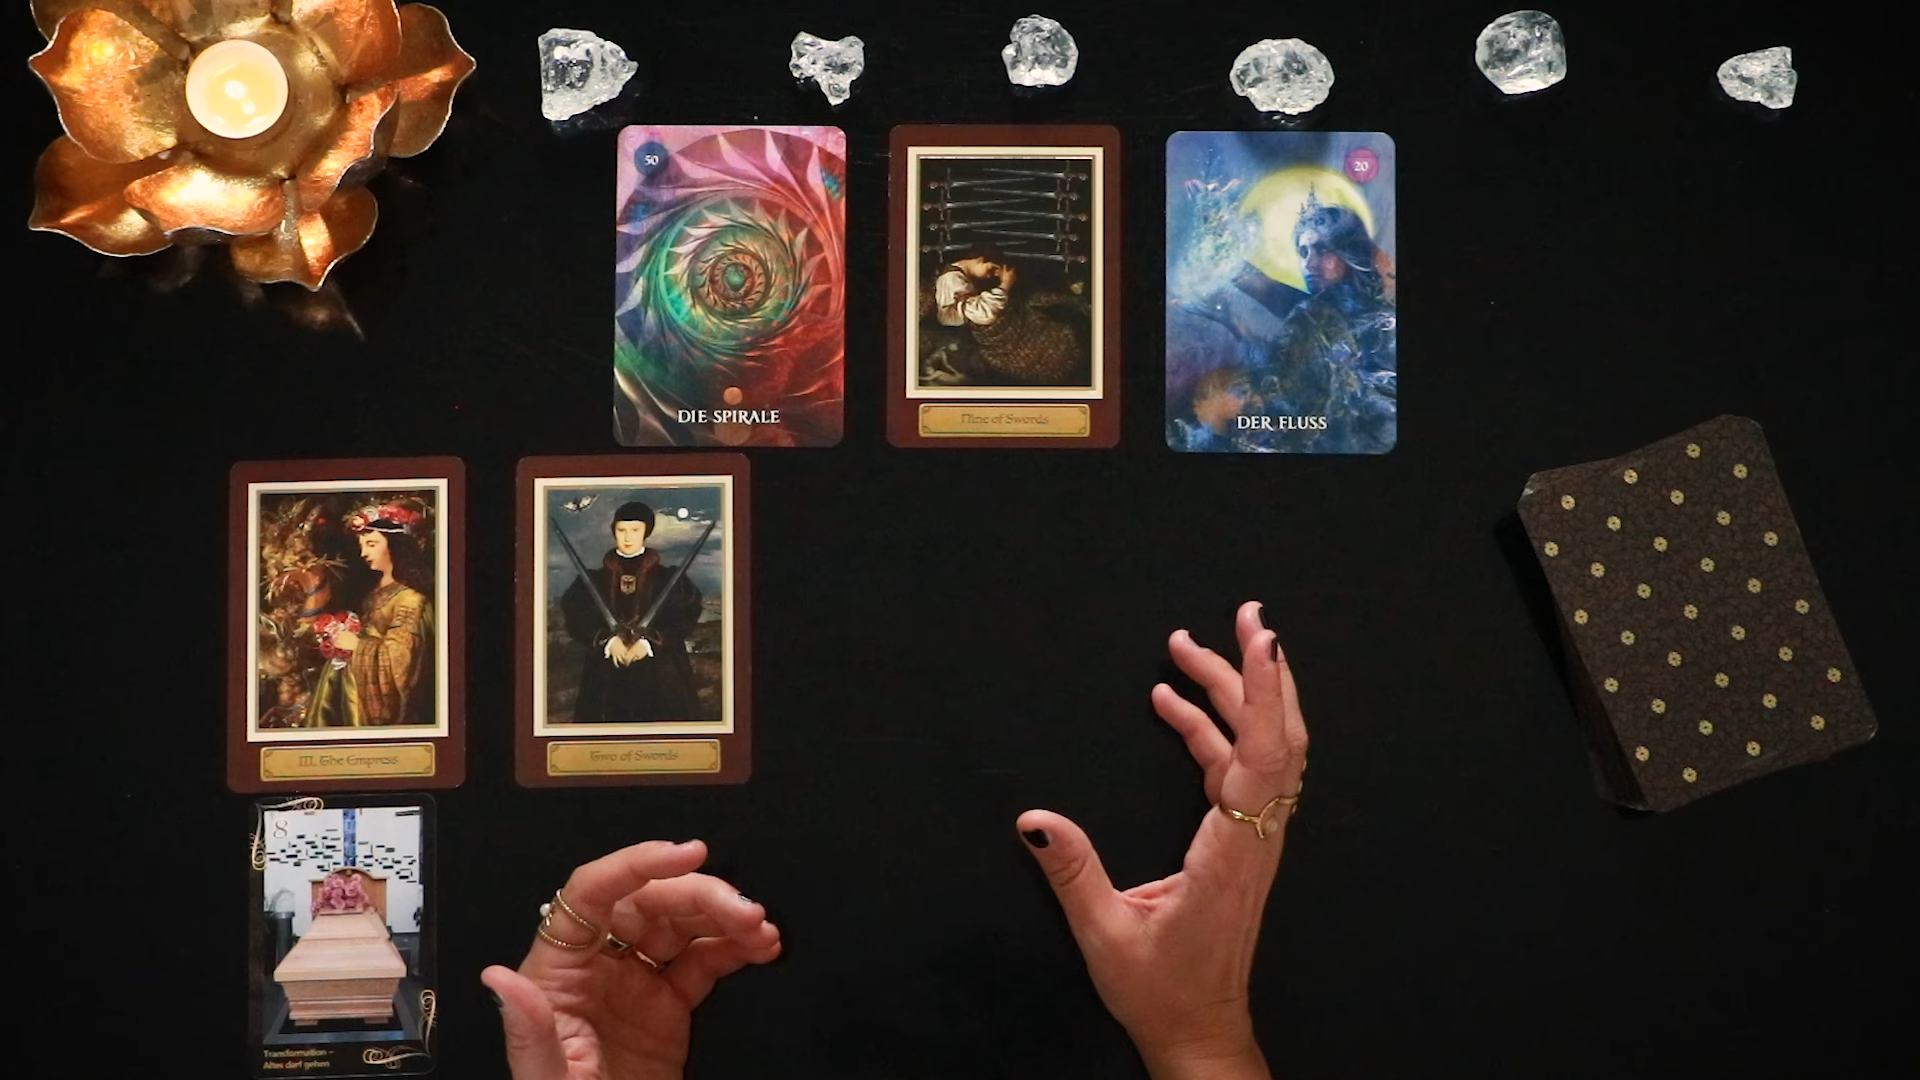 50
DIE SPIRALE
Nine of Swords
20
DER FLUSS
III. The Empress
Two of Swords
8
Transformation –
Altes darf gehen